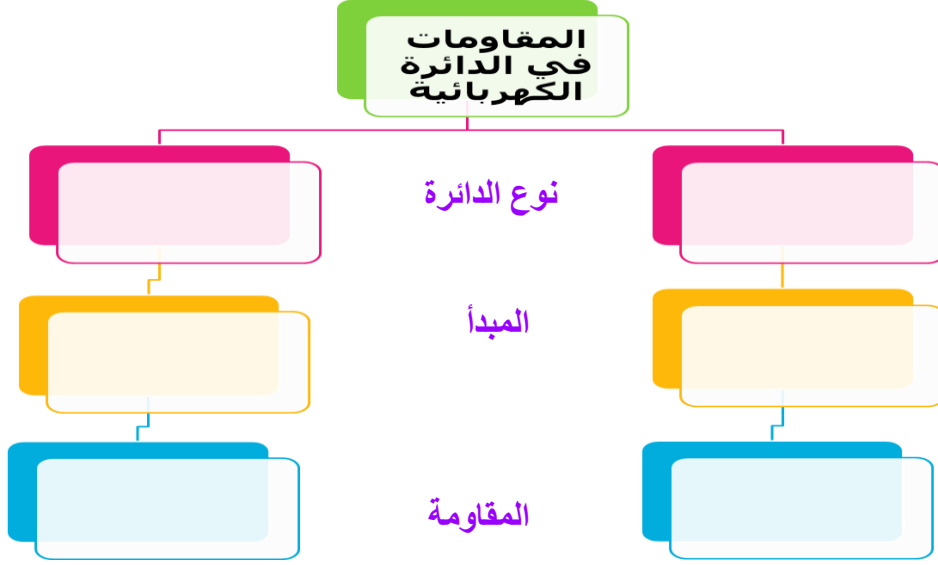 المقاومات
في الدائرة
الكهربائية
نوع الدائرة
المبدأ
المقاومة